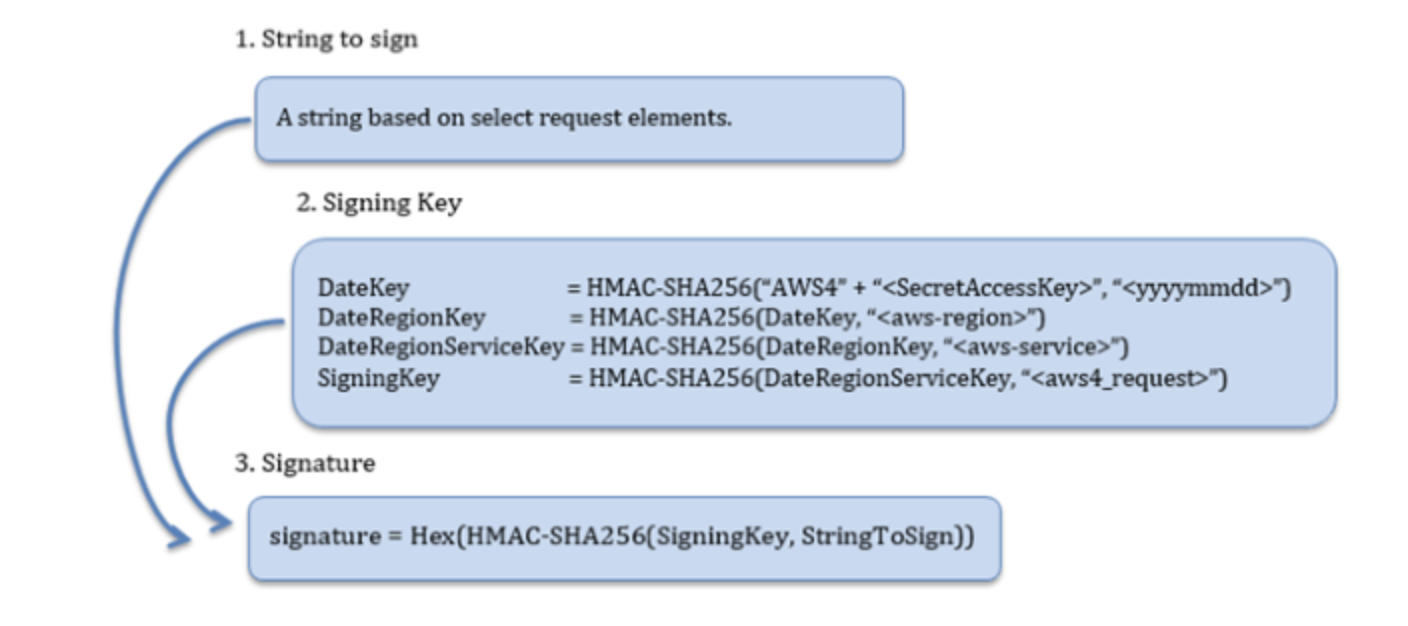 1. String to sign
A string based on select request elements.
2. Signing Key
DateKey = HMAC-SHA256(“AWS4” + “<SecretAccessKey>”, “<yyyymmdd>”)
DateRegionKey = HMAC-SHA256(DateKey, “<aws-region>”)
DateRegionServiceKey = HMAC-SHA256(DateRegionKey, “<aws-service>”)
SigningKey = HMAC-SHA256(DateRegionServiceKey, “<aws4_request>”)
3. Signature
signature = Hex(HMAC-SHA256(SigningKey, StringToSign))